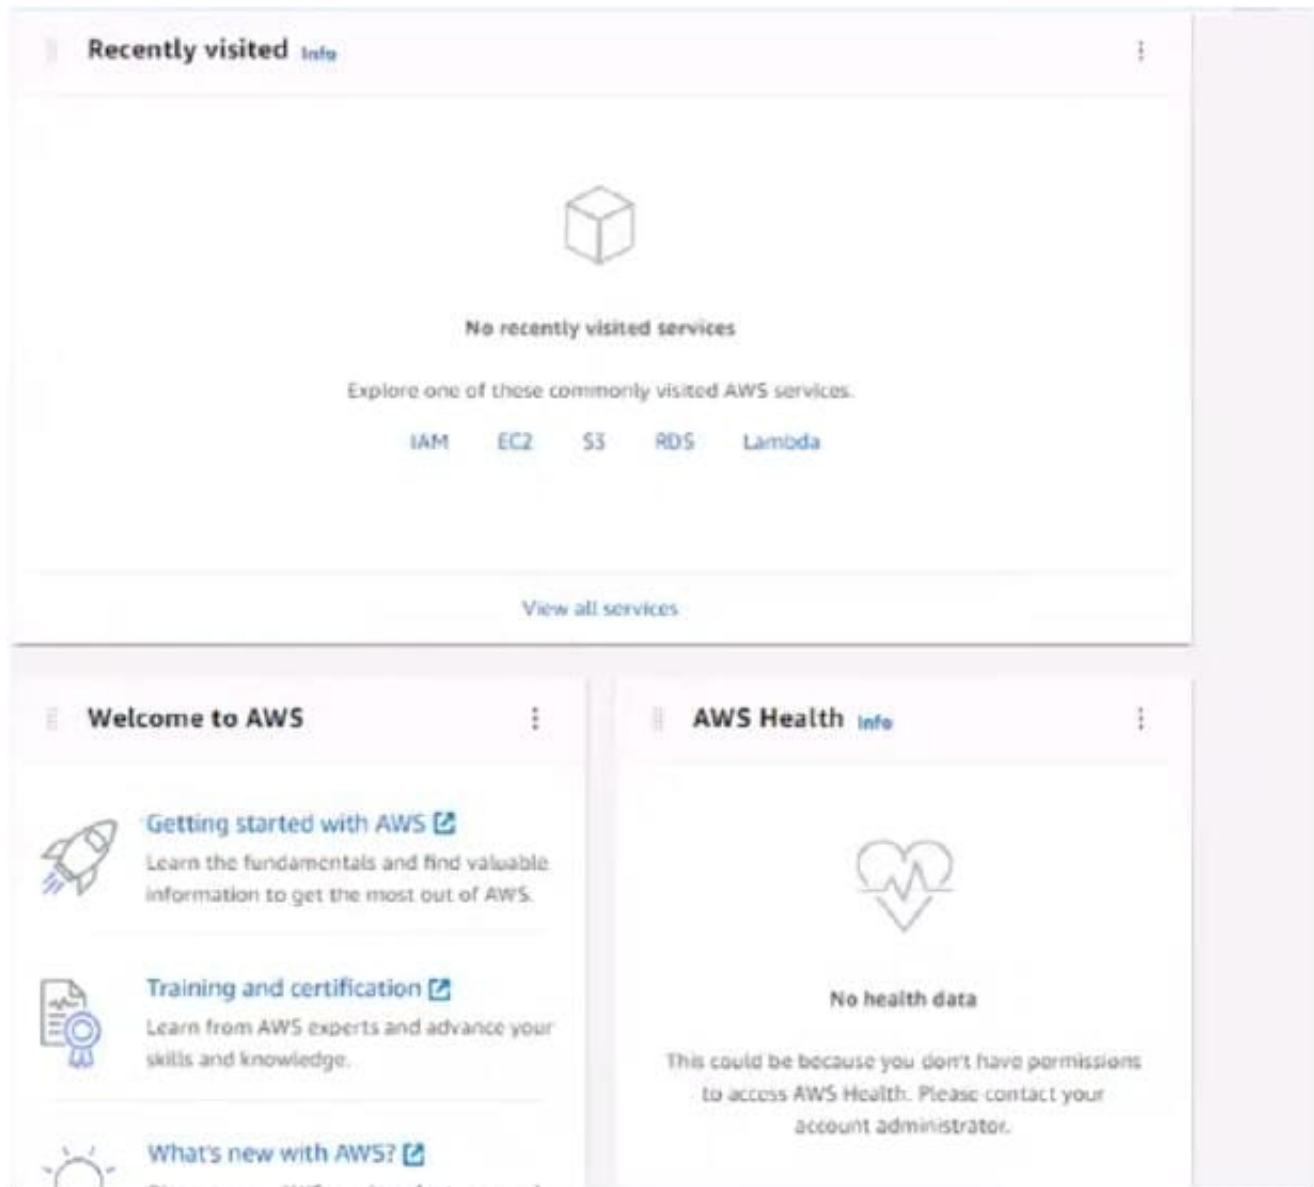 Recently visited Info
No recently visited services
Explore one of these commonly visited AWS services.
IAM EC2 S3 RDS Lambda
View all services
Welcome to AWS
Getting started with AWS
Learn the fundamentals and find valuable
information to get the most out of AWS.
Training and certification
Learn from AWS experts and advance your
skills and knowledge.
What's new with AWS?
AWS Health Info
No health data
This could be because you don't have permissions
to access AWS Health. Please contact your
account administrator.